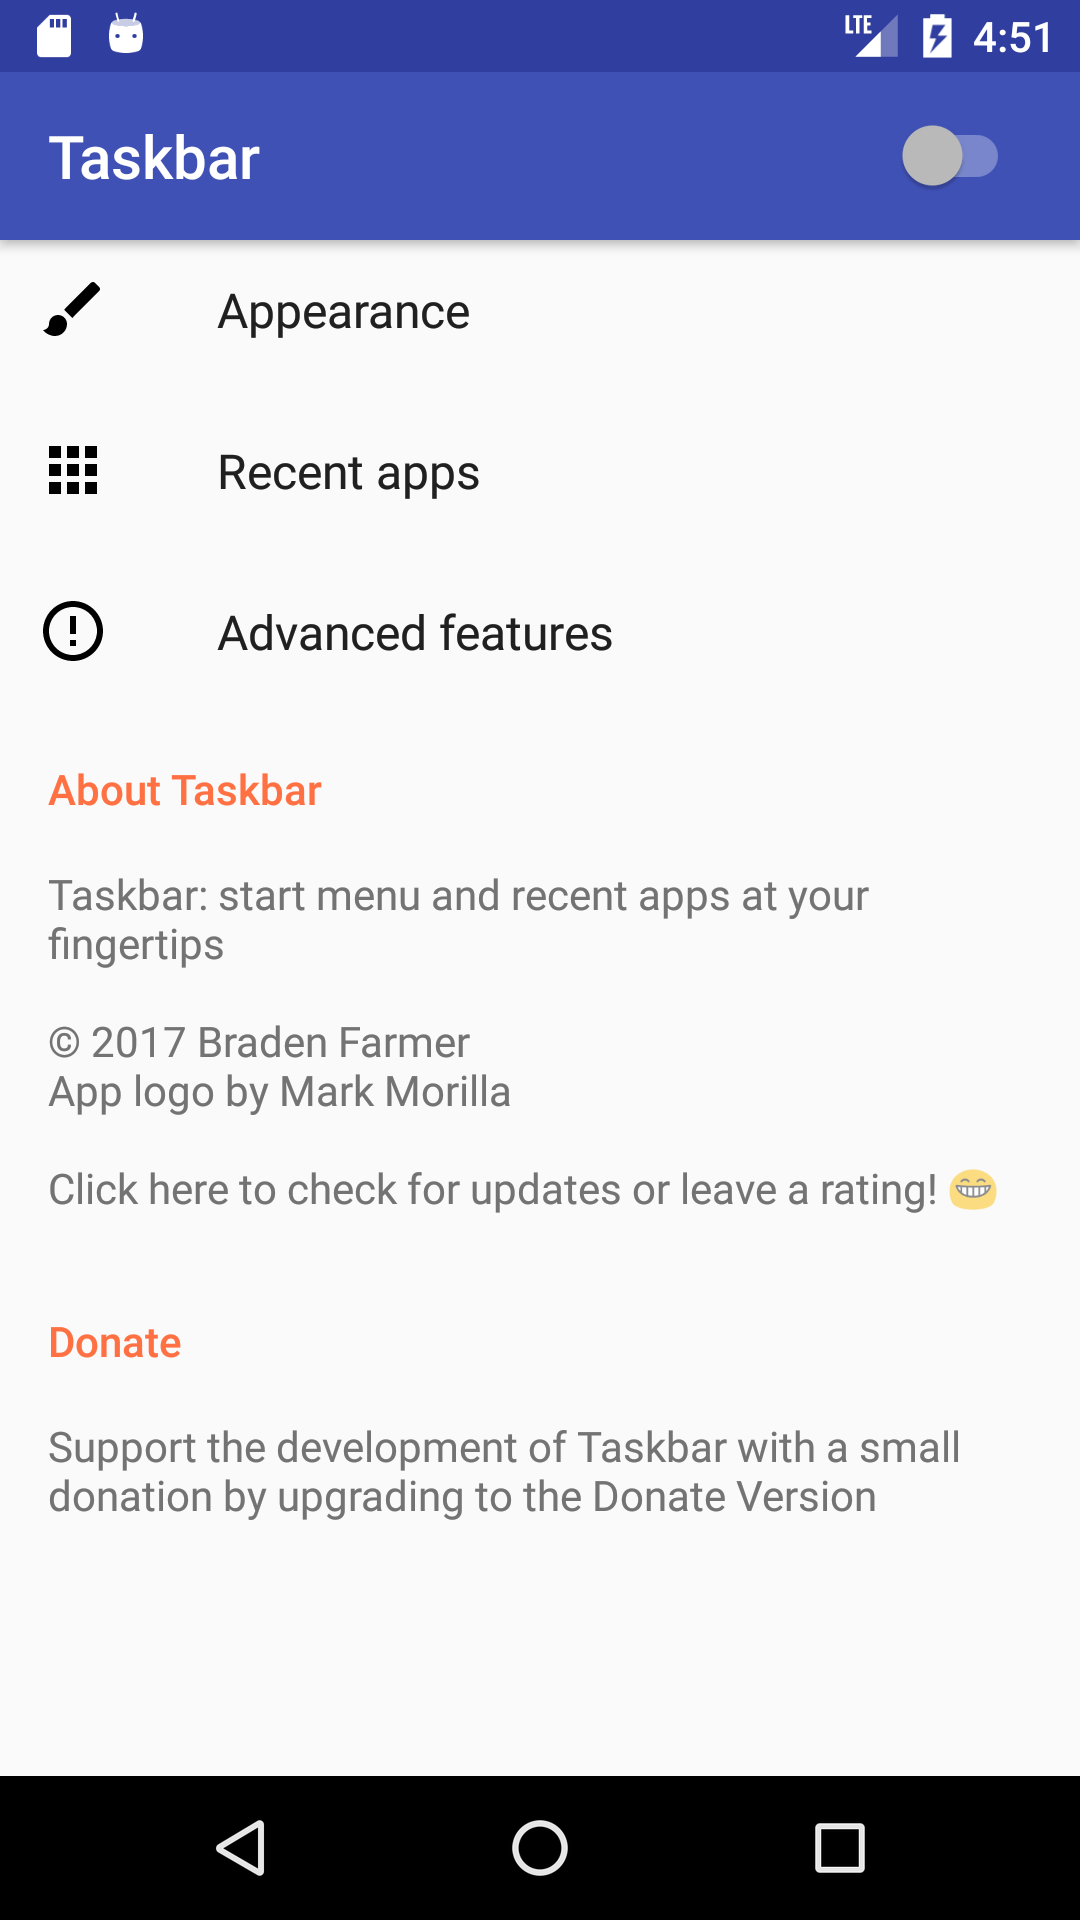 LTE 4:51
Taskbar
Appearance
Recent apps
Advanced features
About Taskbar
Taskbar: start menu and recent apps at your
fingertips
© 2017 Braden Farmer
App logo by Mark Morilla
Click here to check for updates or leave a rating! 😁
Donate
Support the development of Taskbar with a small
donation by upgrading to the Donate Version